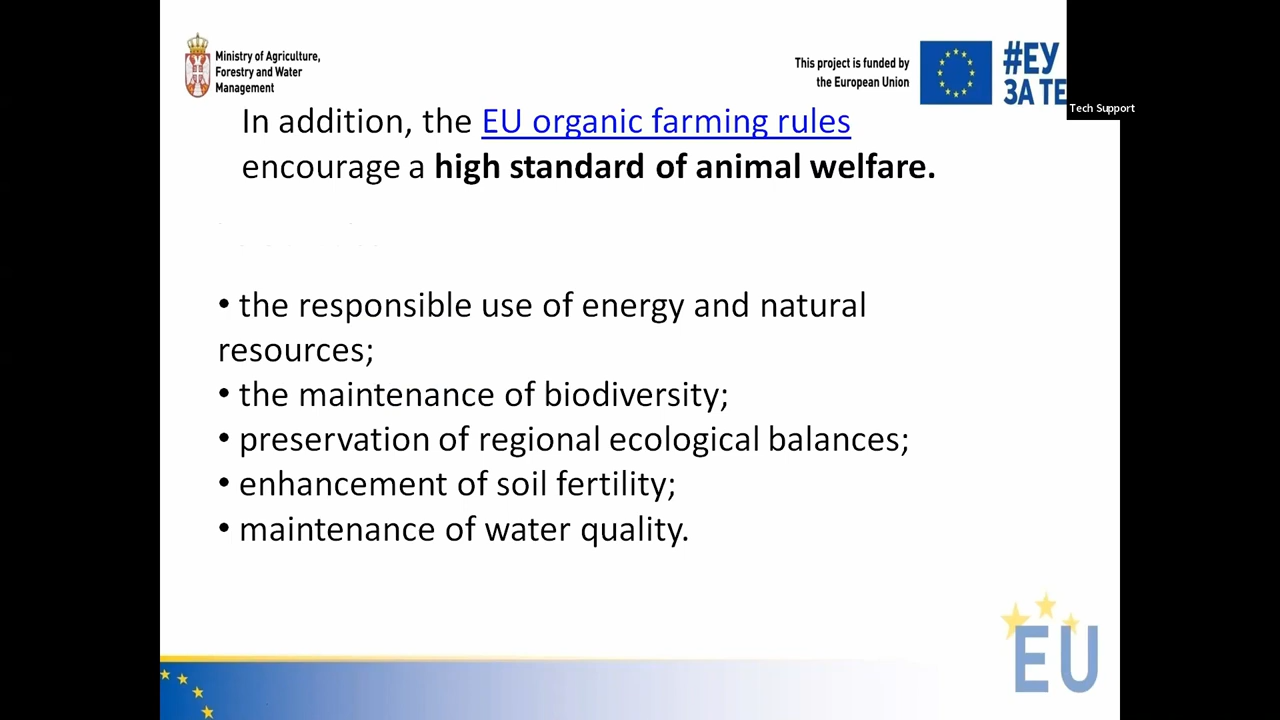 Ministry of Agriculture,
Forestry and Water
Management
This project is funded by
the European Union
#ЕУ
ЗА ТЕ
Tech Support
In addition, the EU organic farming rules
encourage a high standard of animal welfare.
• the responsible use of energy and natural
resources;
• the maintenance of biodiversity;
• preservation of regional ecological balances;
• enhancement of soil fertility;
• maintenance of water quality.
EU